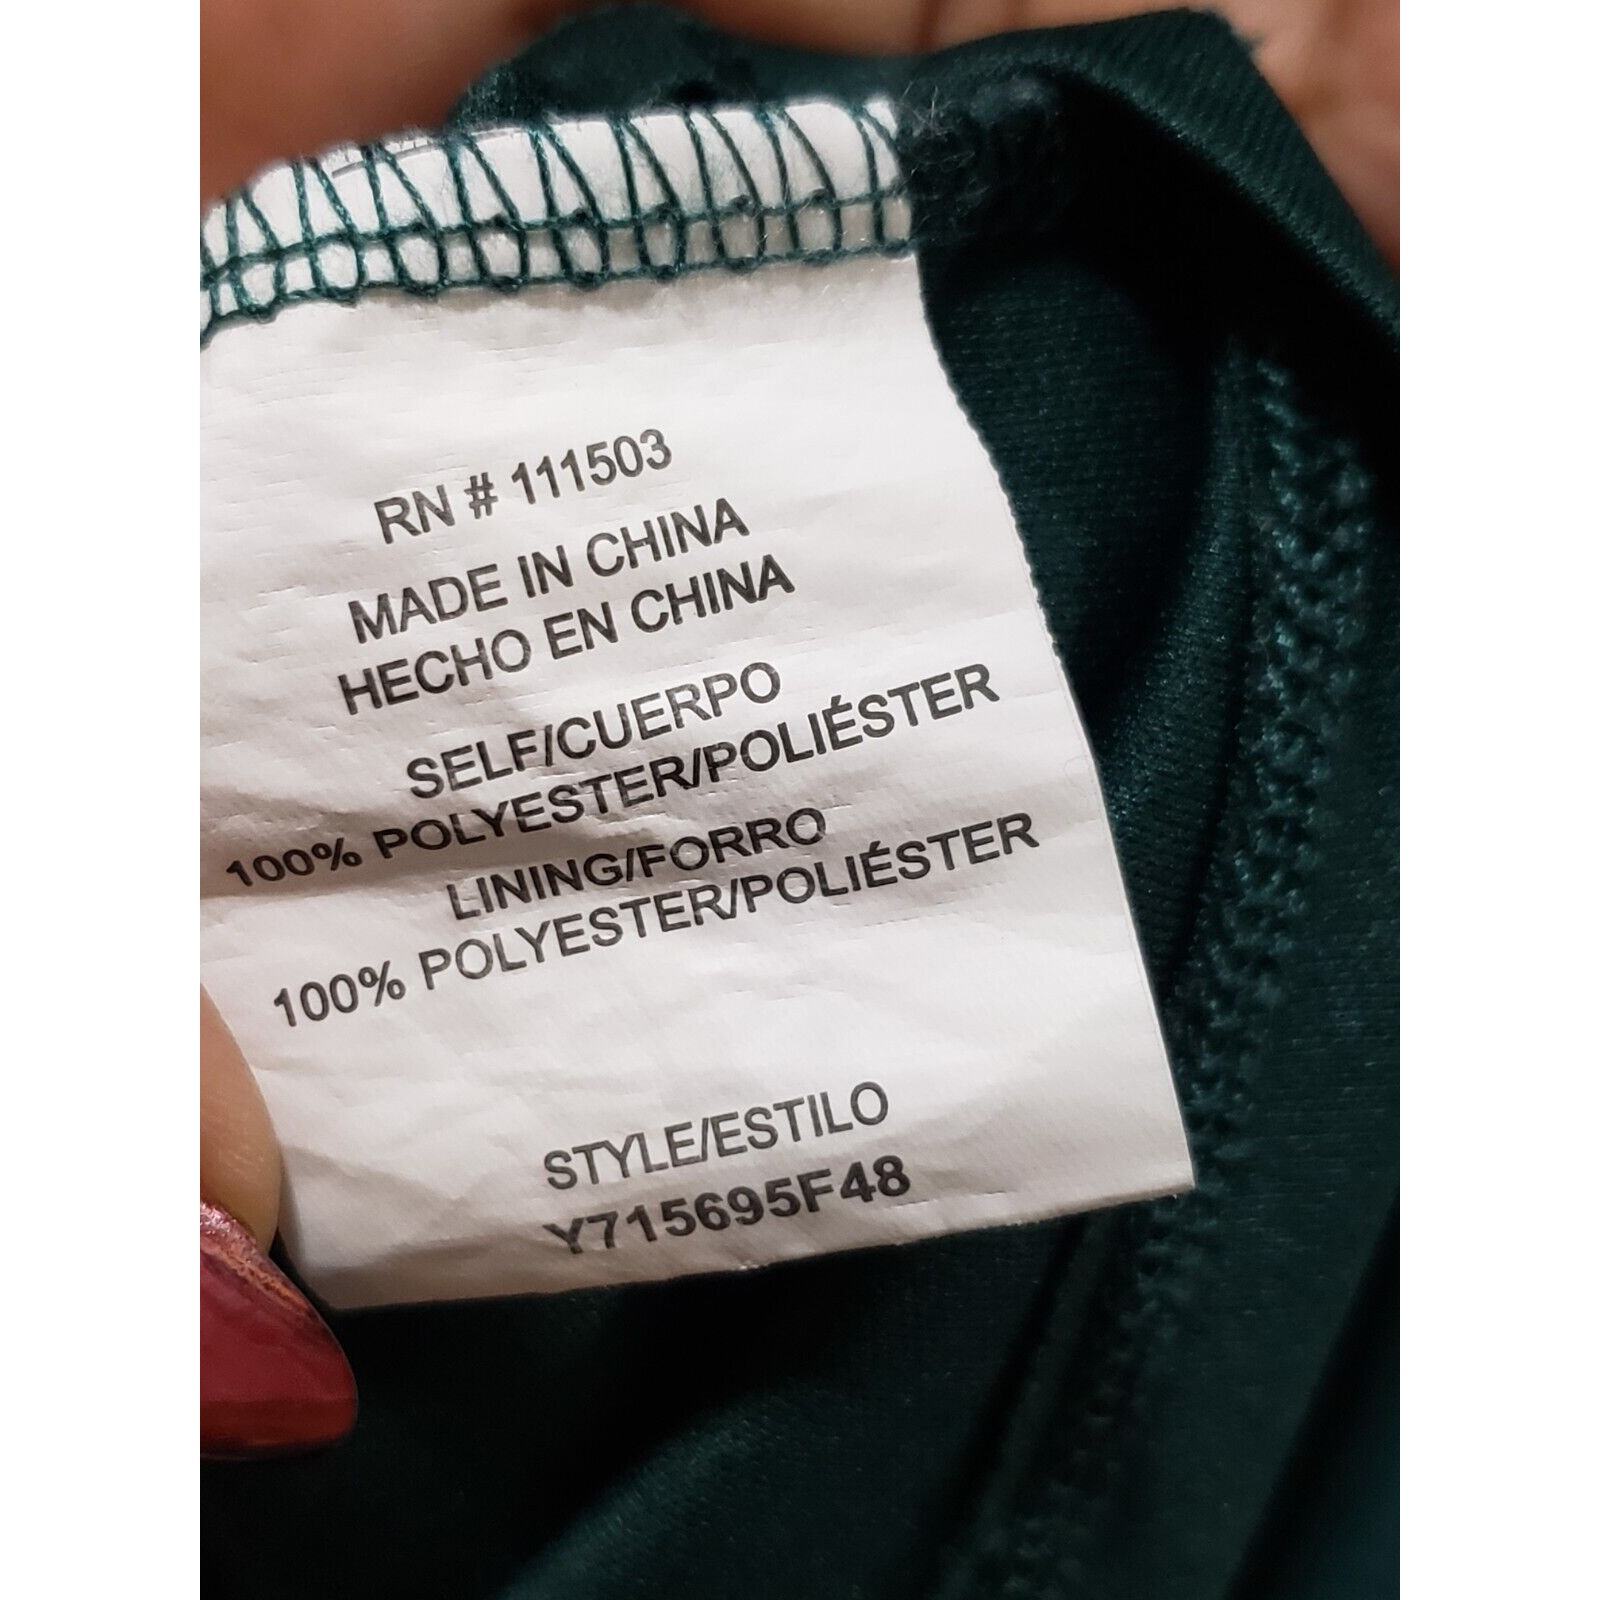 RN # 111503
MADE IN CHINA
HECHO EN CHINA
SELF/CUERPO
100% POLYESTER/POLIÉSTER
LINING/FORRO
100% POLYESTER/POLIÉSTER
STYLE/ESTILO
Y715695F48